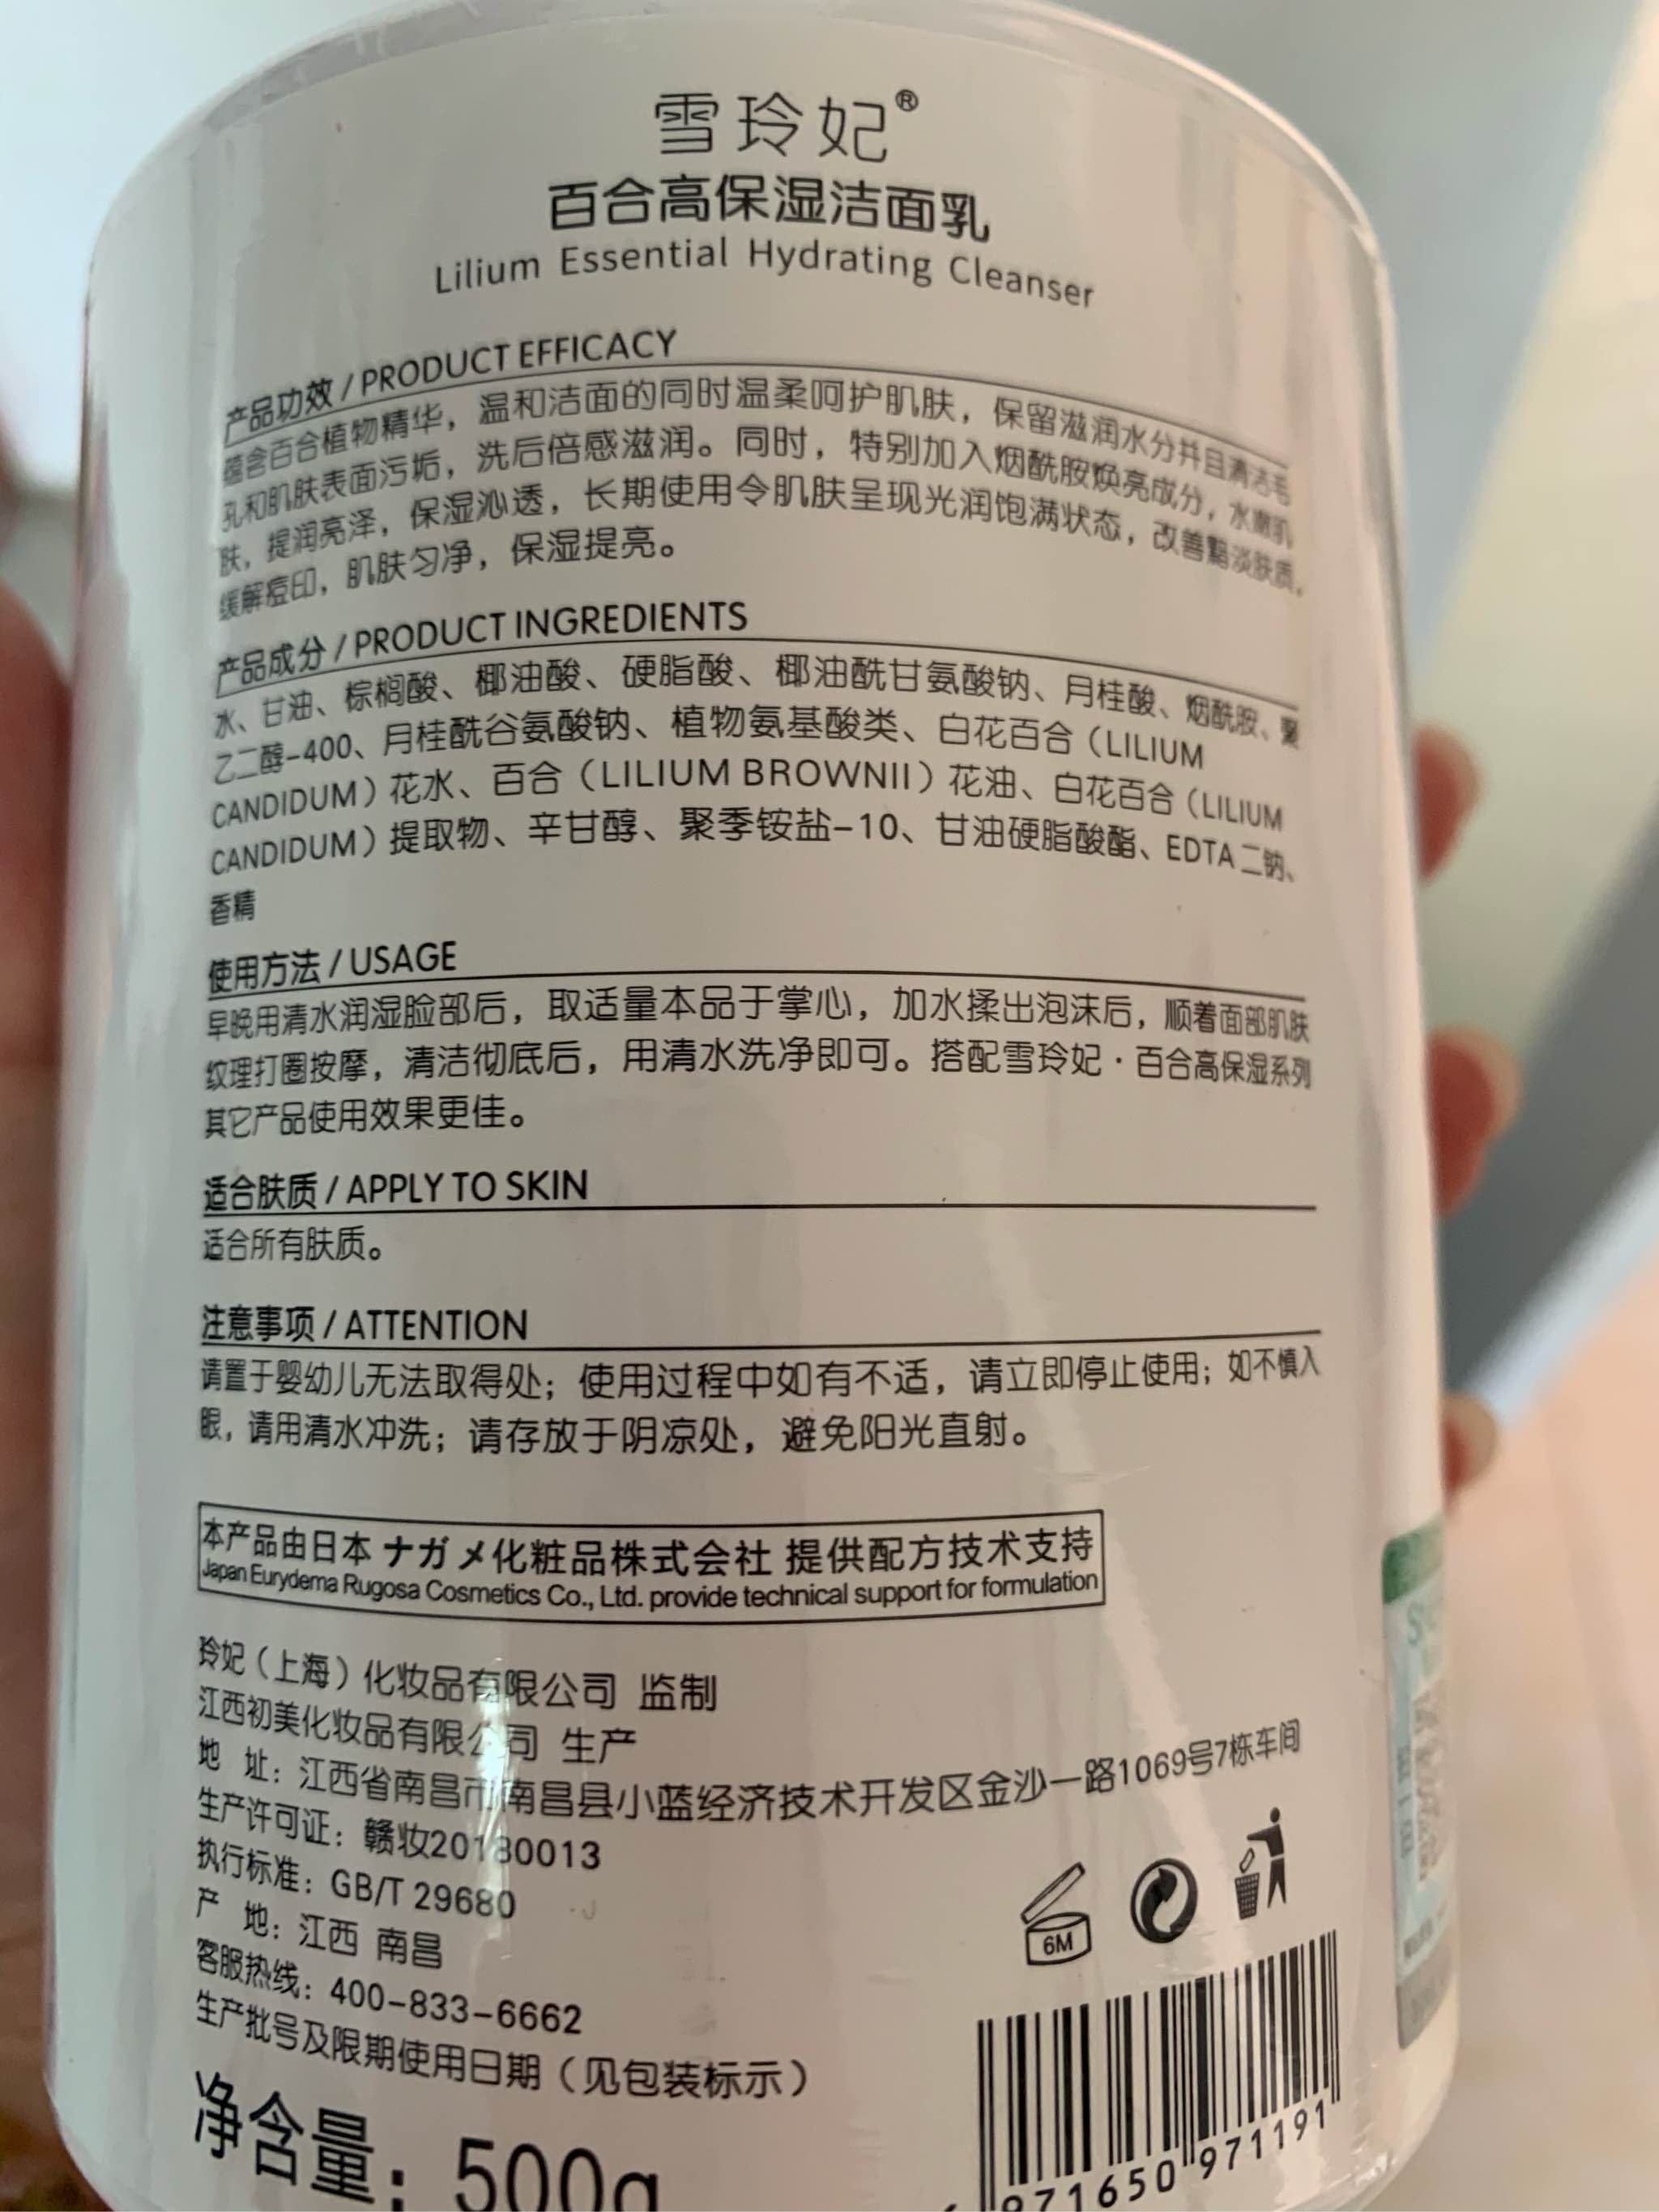 雪玲妃®
百合高保湿洁面乳
Lilium Essential Hydrating Cleanser
产品功效 / PRODUCT EFFICACY
蕴含百合植物精华，温和洁面的同时温柔呵护肌肤，保留滋润水分并且清洁毛
孔和肌肤表面污垢，洗后倍感滋润。同时，特别加入烟酰胺焕亮成分，水嫩肌
肤，提润亮泽，保湿沁透，长期使用令肌肤呈现光润饱满状态，改善黯淡肤质，
缓解痘印，肌肤匀净，保湿提亮。
产品成分 / PRODUCT INGREDIENTS
水、甘油、棕榈酸、椰油酸、硬脂酸、椰油酰甘氨酸钠、月桂酸、烟酰胺、聚
乙二醇-400、月桂酰谷氨酸钠、植物氨基酸类、白花百合（LILIUM
CANDIDUM）花水、百合（LILIUM BROWNII）花油、白花百合（LILIUM
CANDIDUM）提取物、辛甘醇、聚季铵盐-10、甘油硬脂酸酯、EDTA 二钠、
香精
使用方法 / USAGE
早晚用清水润湿脸部后，取适量本品于掌心，加水揉出泡沫后，顺着面部肌肤
纹理打圈按摩，清洁彻底后，用清水洗净即可。搭配雪玲妃·百合高保湿系列
其它产品使用效果更佳。
适合肤质 / APPLY TO SKIN
适合所有肤质。
注意事项 / ATTENTION
请置于婴幼儿无法取得处；使用过程中如有不适，请立即停止使用；如不慎入
眼，请用清水冲洗；请存放于阴凉处，避免阳光直射。
本产品由日本 ナガメ化粧品株式会社 提供配方技术支持
Japan Eurydema Rugosa Cosmetics Co., Ltd. provide technical support for formulation
玲妃（上海）化妆品有限公司 监制
江西初美化妆品有限公司 生产
地 址：江西省南昌市南昌县小蓝经济技术开发区金沙一路1069号7栋车间
生产许可证：赣妆20180013
执行标准：GB/T 29680
产 地：江西 南昌
客服热线：400-833-6662
生产批号及限期使用日期（见包装标示）
净含量：500g
6M
971650 971191